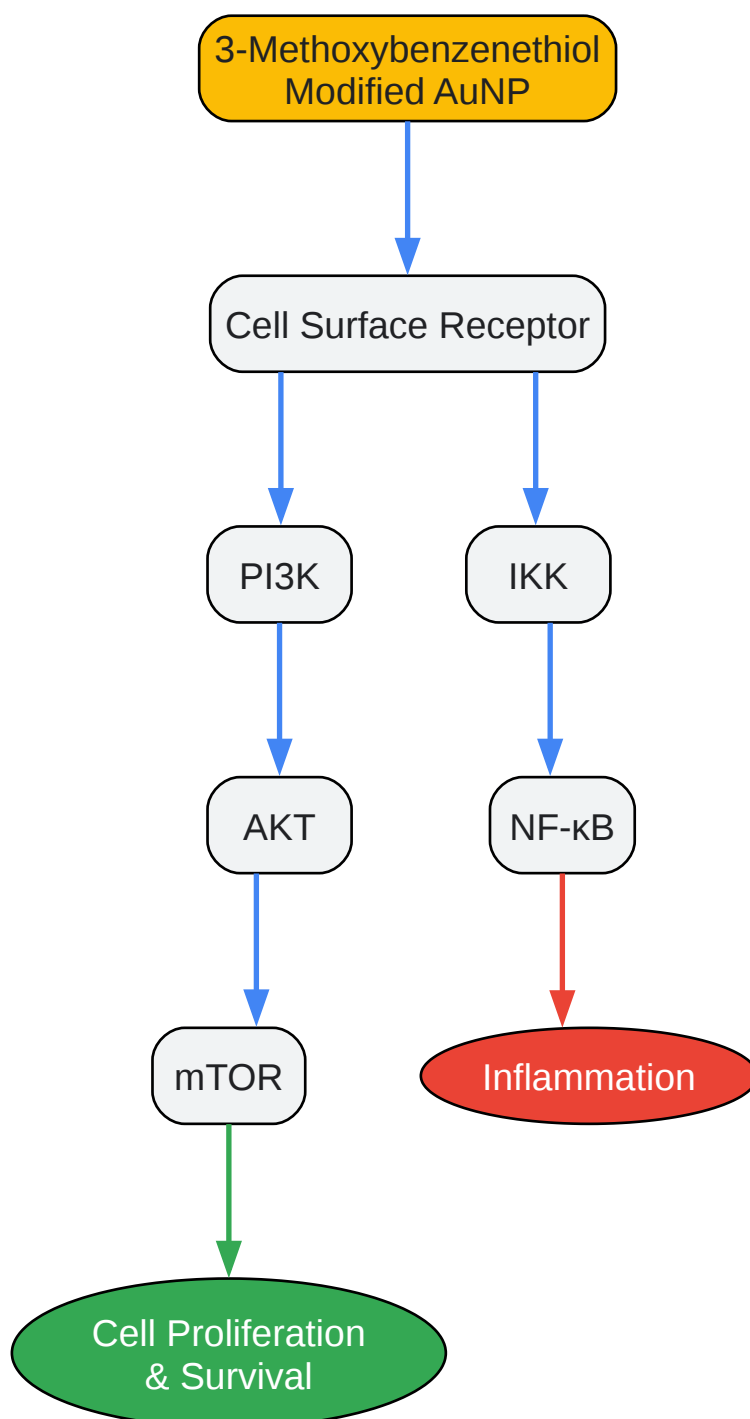 3-Methoxybenzenethiol
Modified AuNP
Cell Surface Receptor
PI3K
IKK
AKT
NF-κB
mTOR
Inflammation
Cell Proliferation
& Survival